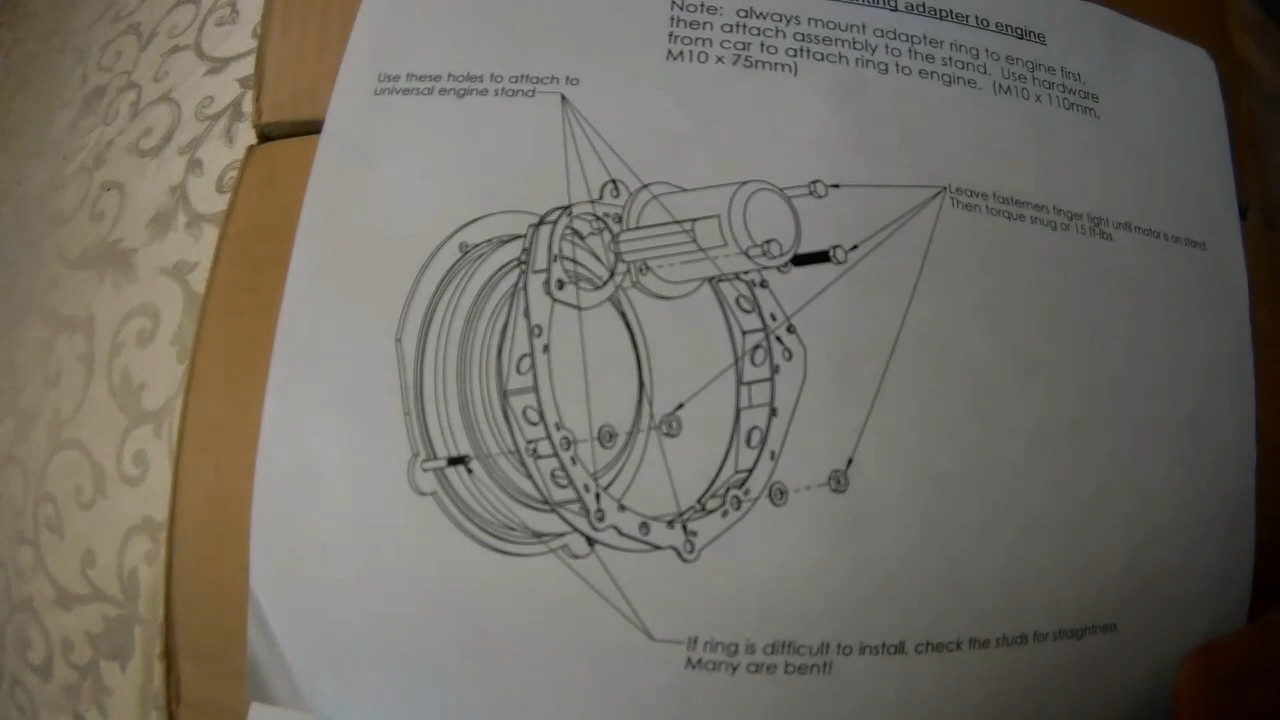 adapter to engine
Note: always mount adapter ring to engine first,
then attach assembly to the stand. Use hardware
from car to attach ring to engine. (M10 x 110mm,
M10 x 75mm)
Use these holes to attach to
universal engine stand
Leave fasteners finger tight until motor is on stand.
Then torque snug or 15 ft-lbs.
If ring is difficult to install, check the studs for straightness
Many are bent!